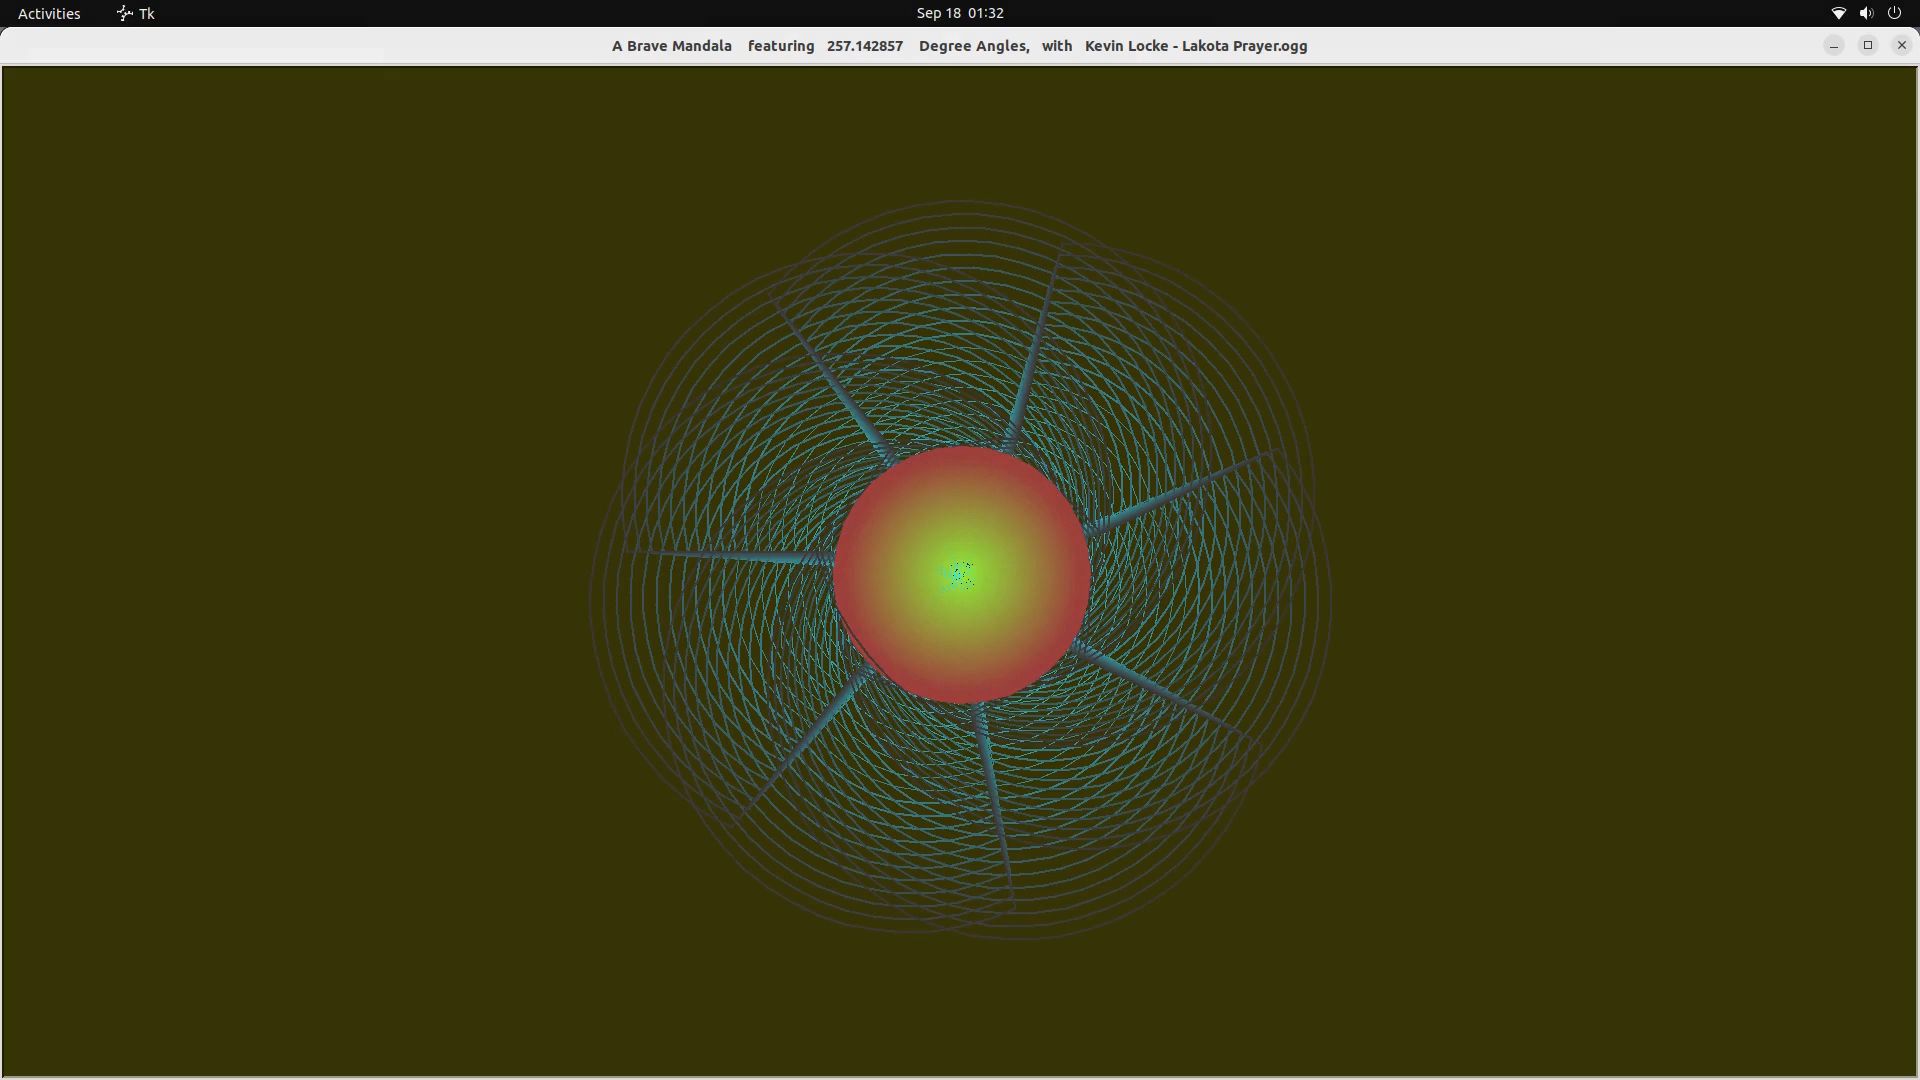 Activities Tk Sep 18 01:32
A Brave Mandala featuring 257.142857 Degree Angles, with Kevin Locke - Lakota Prayer.ogg